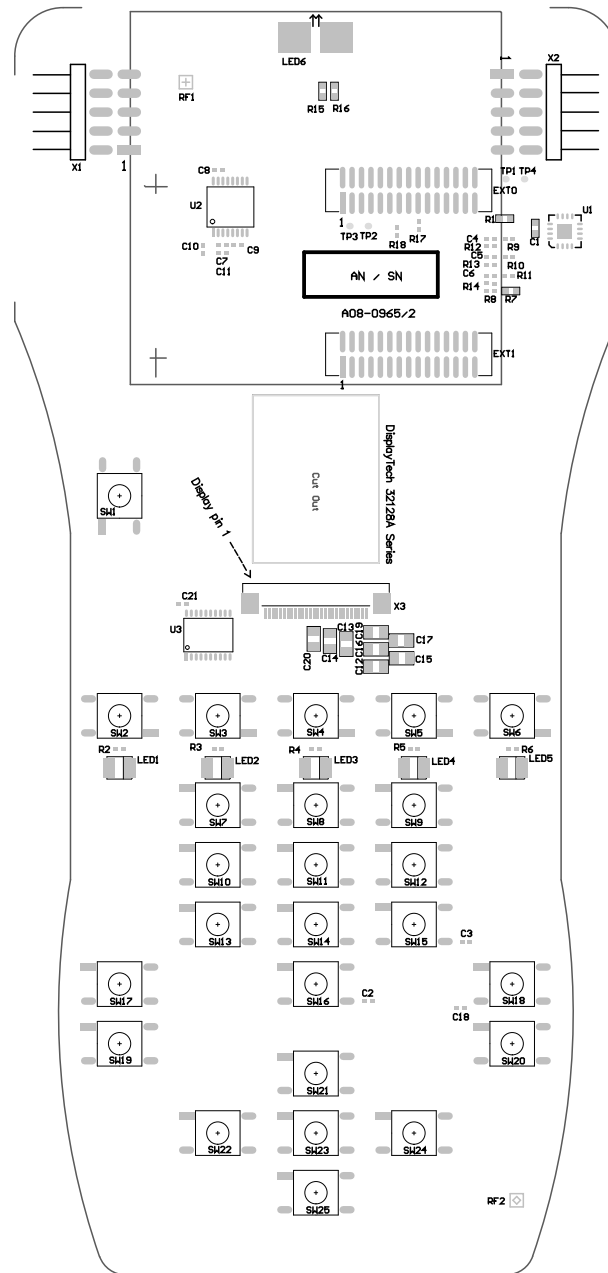 LED6
1
X2
RF1
R15 R16
X1
1
C8
EXT0
TP1 TP4
U2
1
R1
U1
TP3 TP2
R18
R17
C1
C10
C9
C7
C11
C4
R12
R9
C5
R13
R10
C6
R11
R14
R8
R7
AN / SN
A08-0965/2
EXT1
1
DisplayTech 32128A Series
Cut Out
SW1
Display pin 1
C21
X3
U3
C13
C19
C17
C16
C20
C14
C12
C15
SW2
SW3
SW4
SW5
SW6
R2
R3
R4
R5
R6
LED1
LED2
LED3
LED4
LED5
SW7
SW8
SW9
SW10
SW11
SW12
SW13
SW14
SW15
C3
SW17
SW16
C2
SW18
C18
SW19
SW20
SW21
SW22
SW23
SW24
SW25
RF2